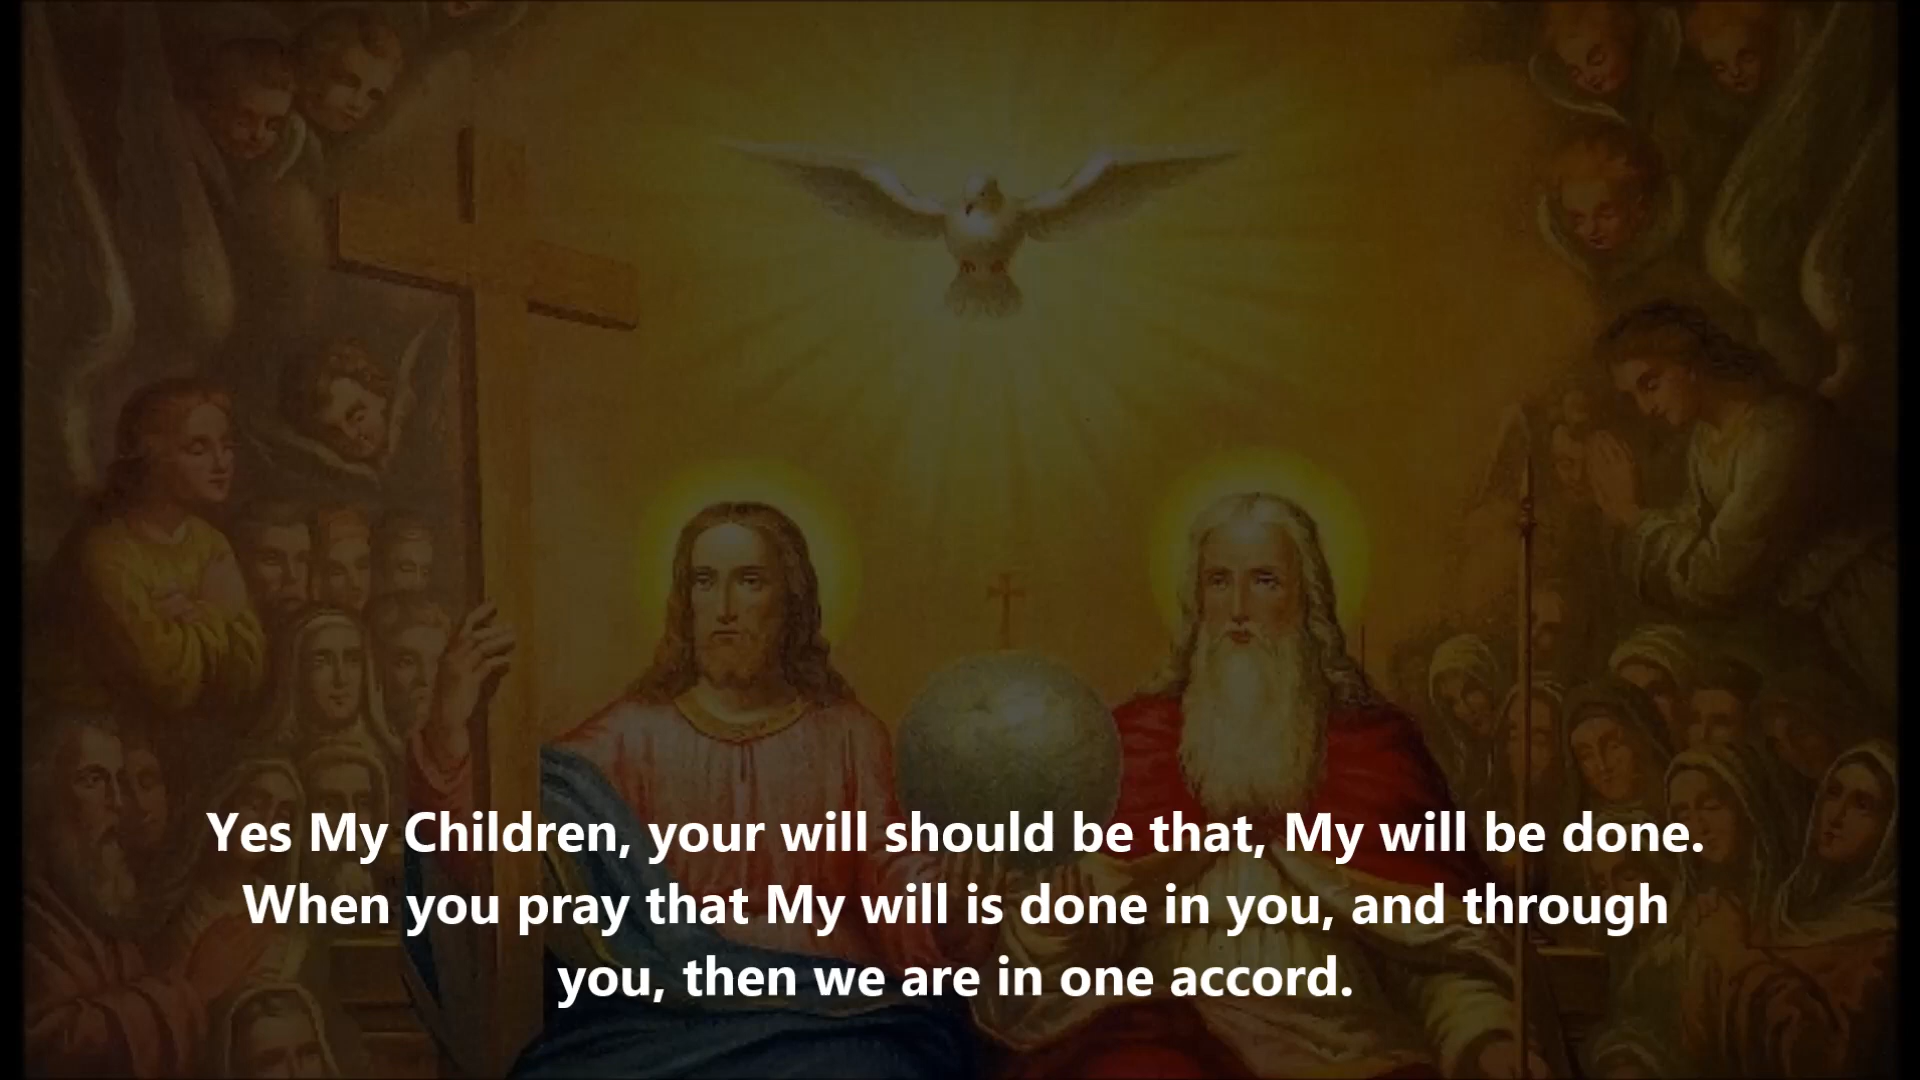 Yes My Children, your will should be that, My will be done.
When you pray that My will is done in you, and through
you, then we are in one accord.